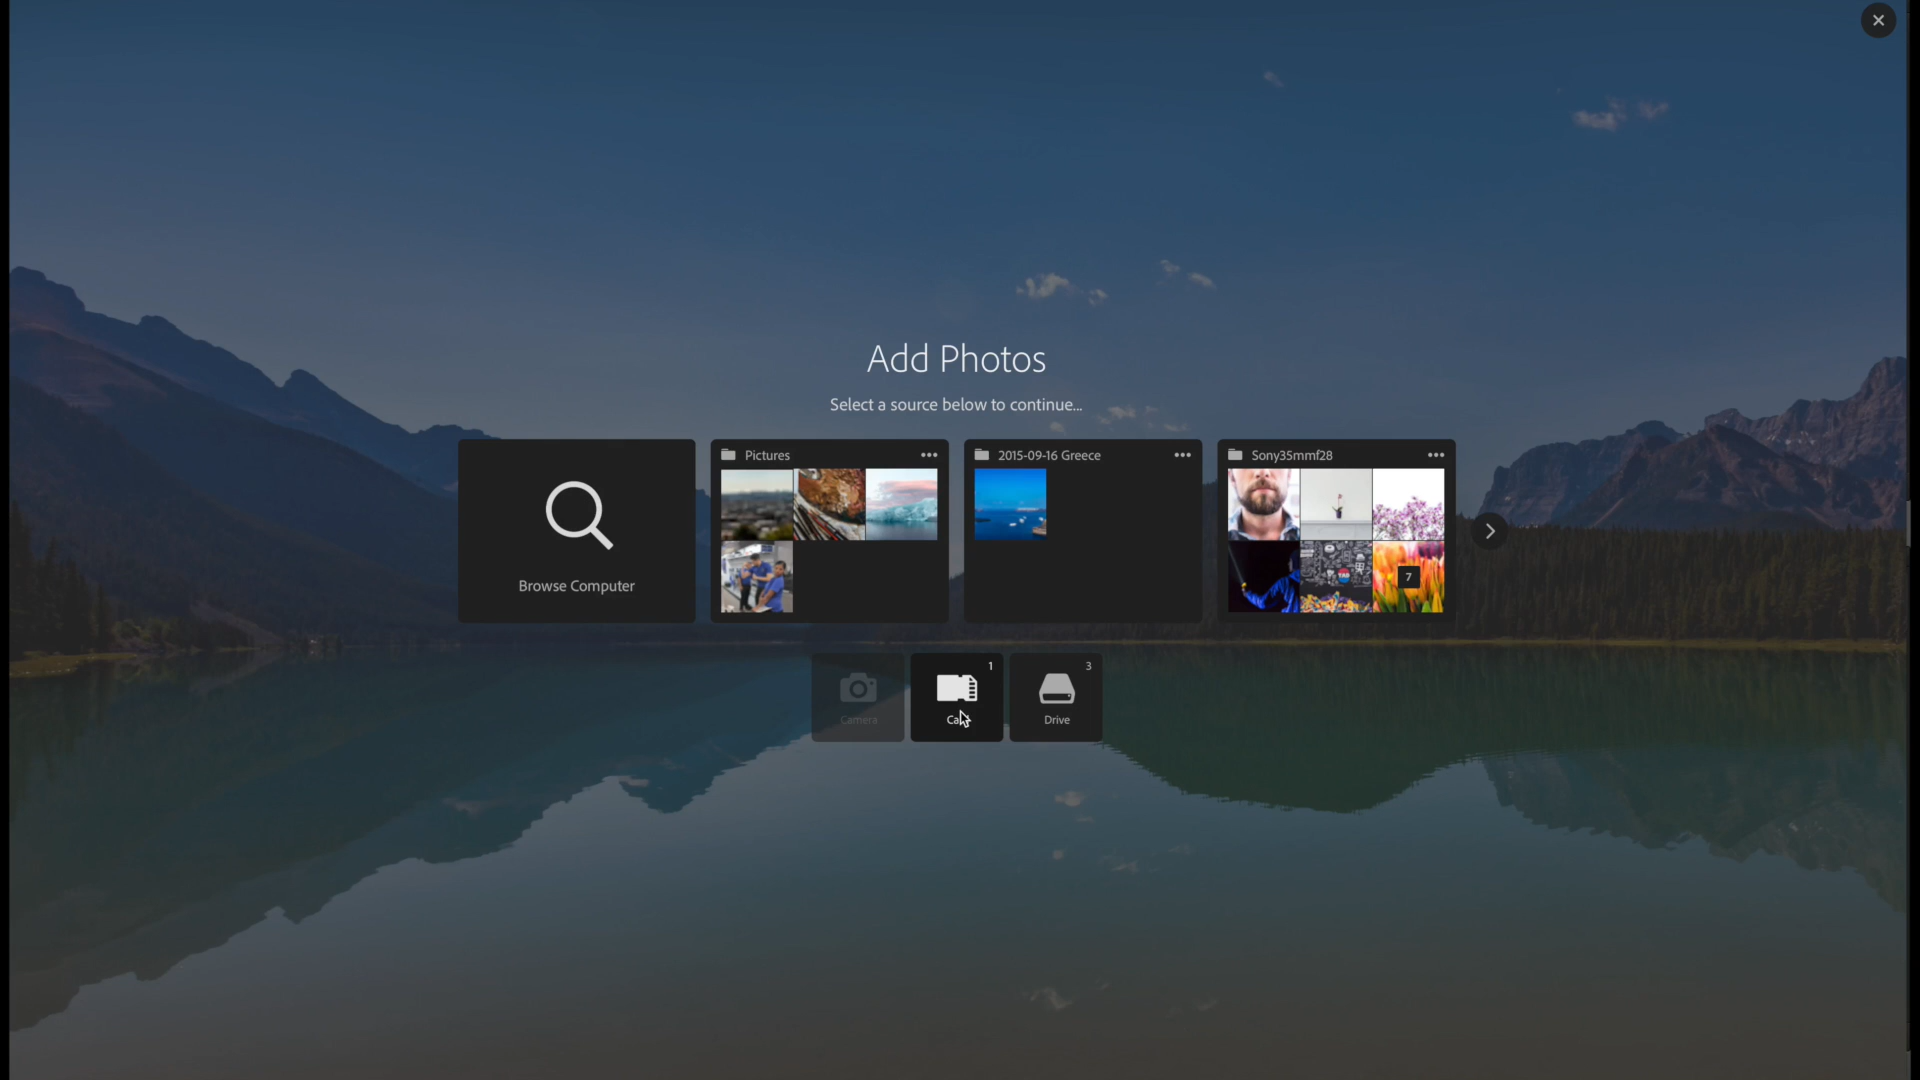 Add Photos
Select a source below to continue...
Browse Computer
Pictures
2015-09-16 Greece
Sony35mmf28
7
Camera
1
3
Drive